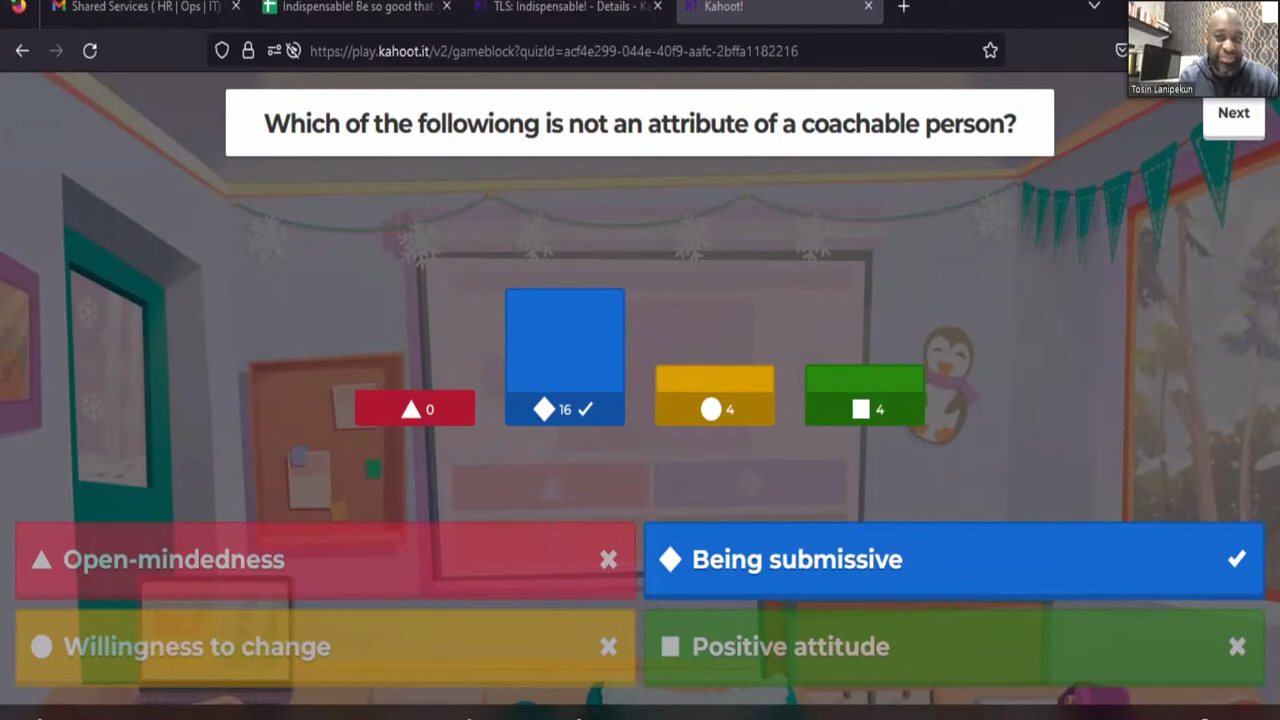 Shared Services ( HR | Ops | IT)
Indispensable! Be so good that
TLS: Indispensable! - Details - Ka
Kahoot!
https://play.kahoot.it/v2/gameblock?quizId=acf4e299-044e-40f9-aafc-2bffa1182216
Tosin Lanipekun
Which of the followiong is not an attribute of a coachable person?
Next
0
16
4
4
Open-mindedness
Being submissive
Willingness to change
Positive attitude